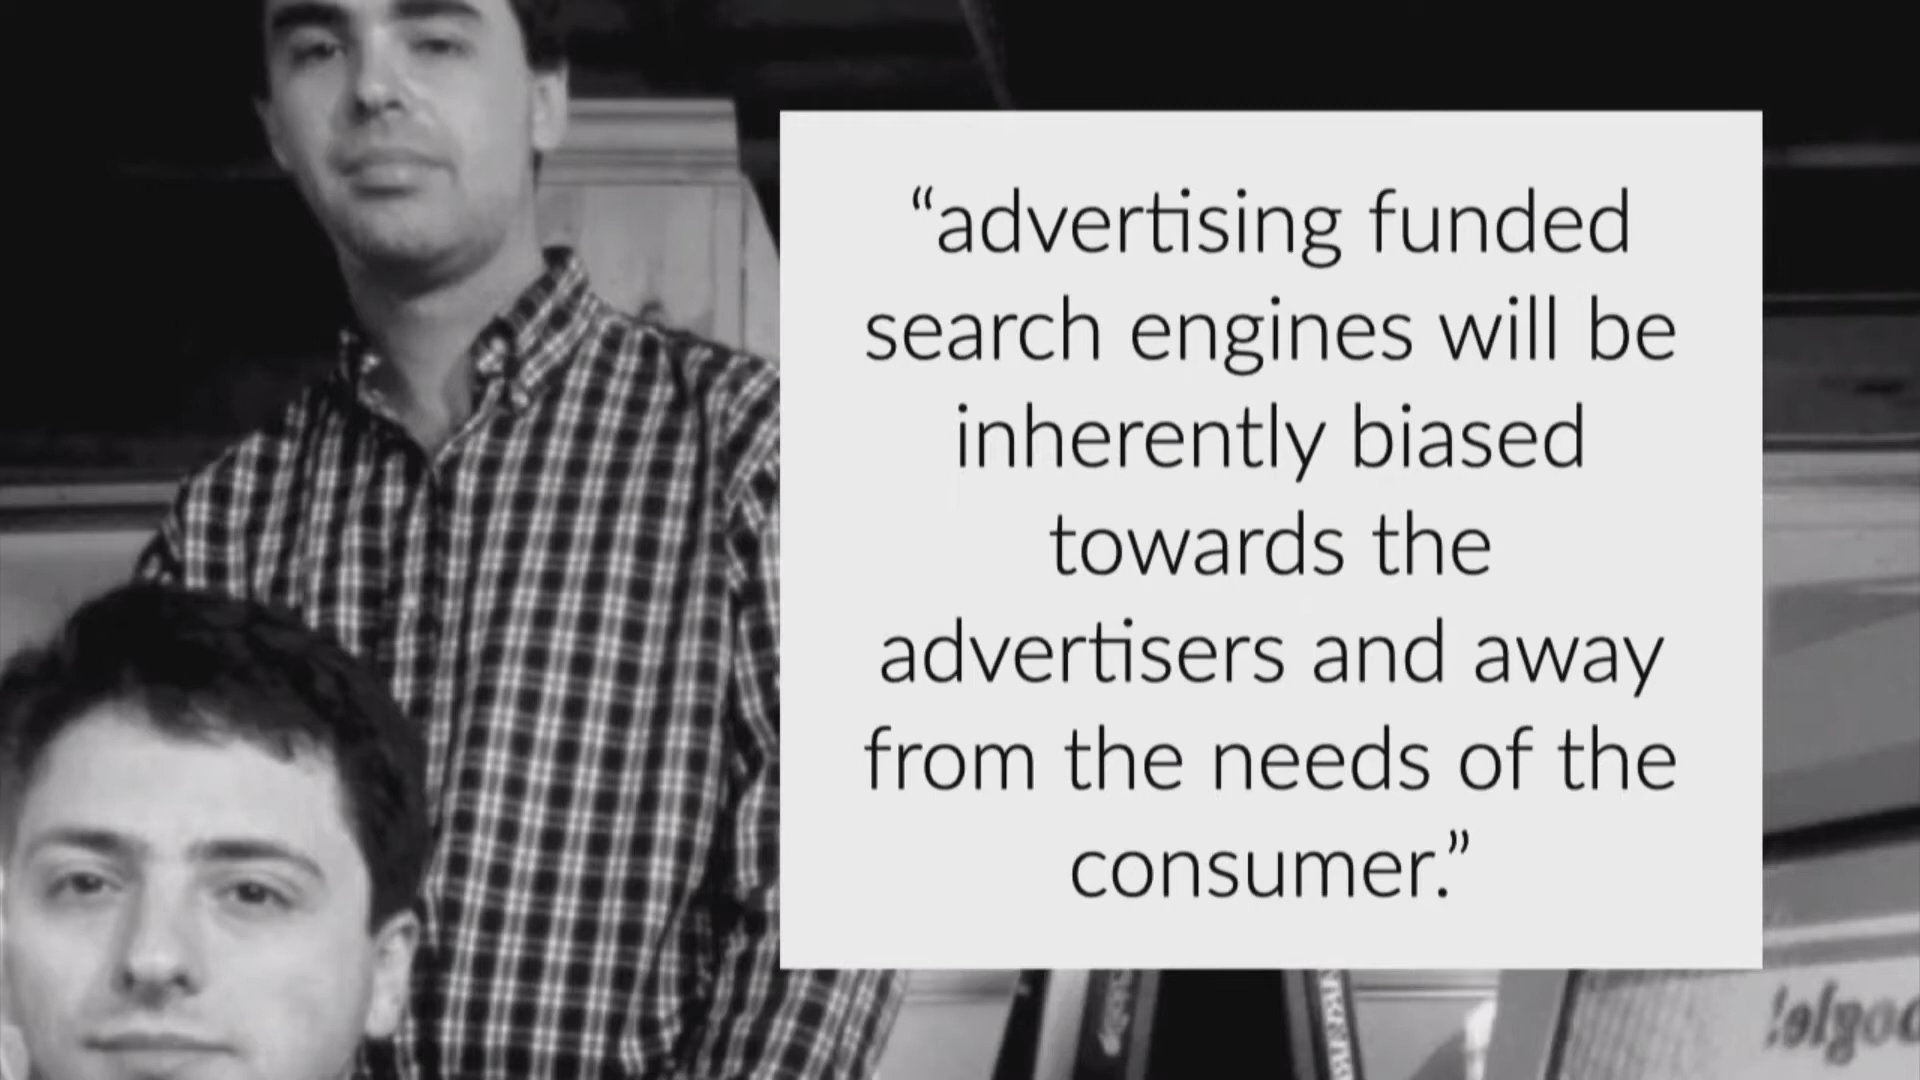 “advertising funded
search engines will be
inherently biased
towards the
advertisers and away
from the needs of the
consumer.”